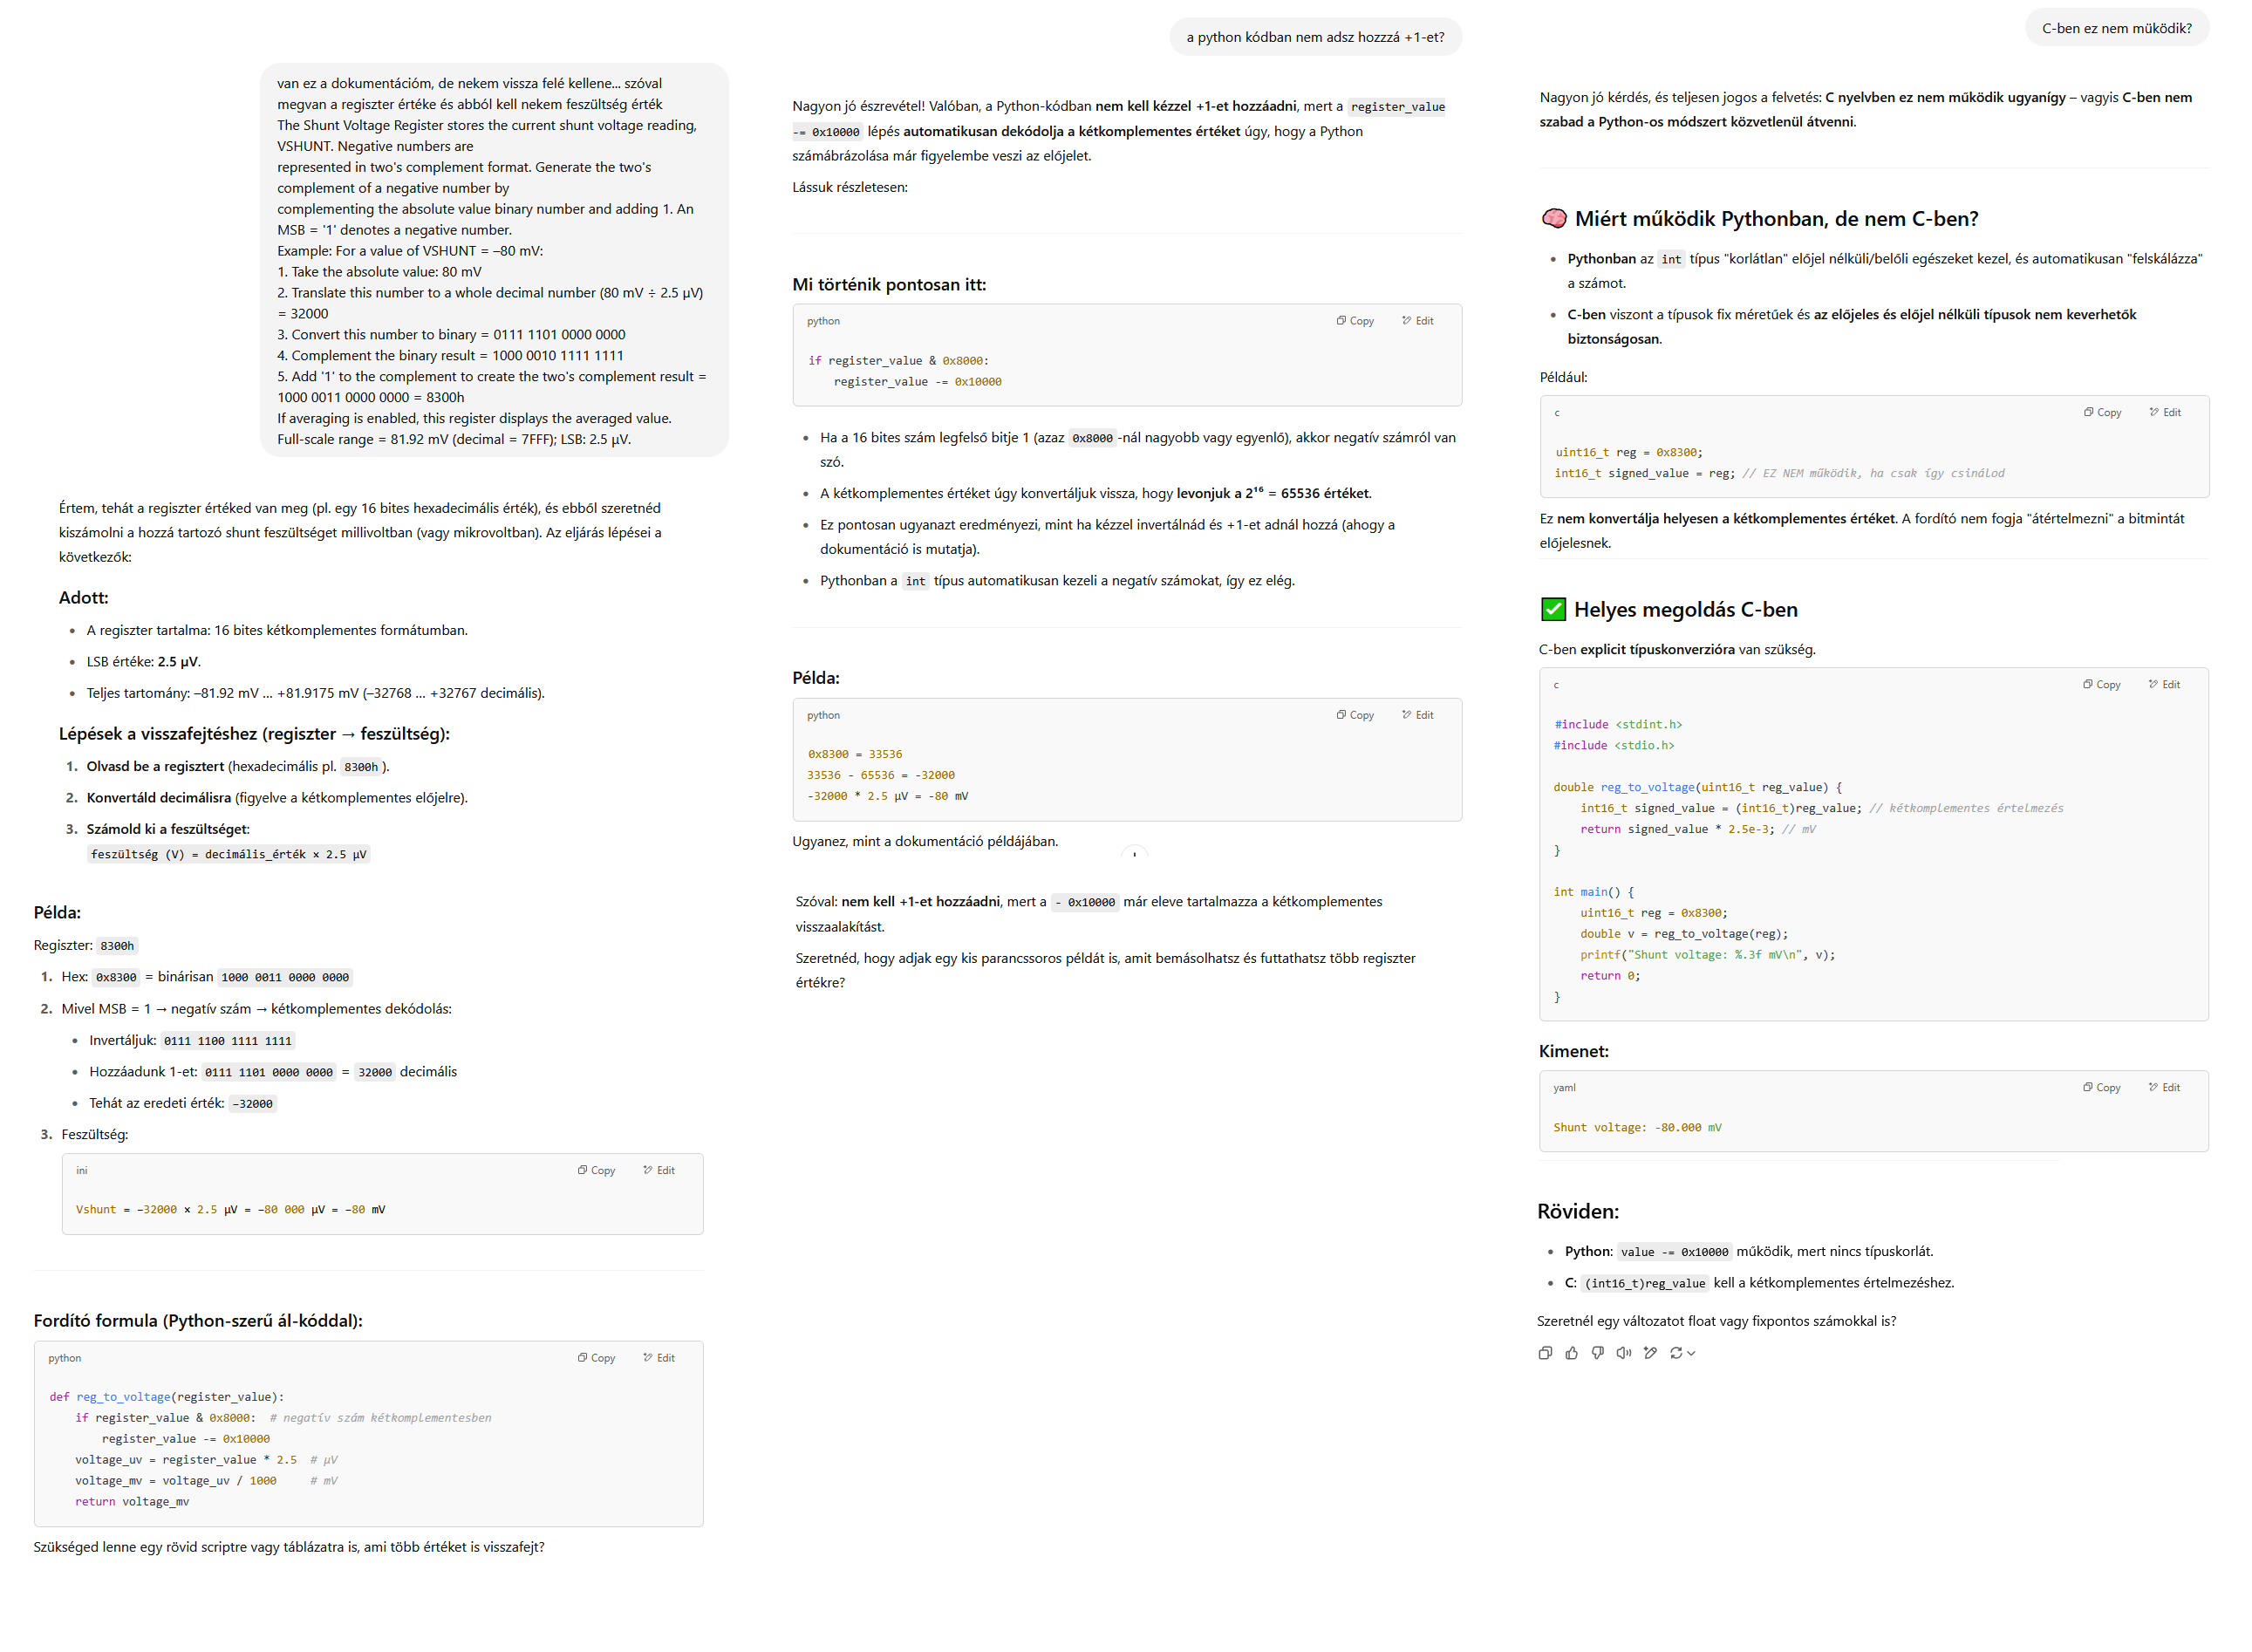 van ez a dokumentációm, de nekem vissza felé kellene... szóval
megvan a regiszter értéke és abból kell nekem feszültség érték
The Shunt Voltage Register stores the current shunt voltage reading,
VSHUNT. Negative numbers are
represented in two's complement format. Generate the two's
complement of a negative number by
complementing the absolute value binary number and adding 1. An
MSB = '1' denotes a negative number.
Example: For a value of VSHUNT = –80 mV:
1. Take the absolute value: 80 mV
2. Translate this number to a whole decimal number (80 mV ÷ 2.5 µV)
= 32000
3. Convert this number to binary = 0111 1101 0000 0000
4. Complement the binary result = 1000 0010 1111 1111
5. Add '1' to the complement to create the two's complement result =
1000 0011 0000 0000 = 8300h
If averaging is enabled, this register displays the averaged value.
Full-scale range = 81.92 mV (decimal = 7FFF); LSB: 2.5 µV.
Értem, tehát a regiszter értéked van meg (pl. egy 16 bites hexadecimális érték), és ebből szeretnéd
kiszámolni a hozzá tartozó shunt feszültséget millivoltban (vagy mikrovoltban). Az eljárás lépései a
következők:
Adott:
• A regiszter tartalma: 16 bites kétkomplementes formátumban.
• LSB értéke: 2.5 µV.
• Teljes tartomány: –81.92 mV ... +81.9175 mV (–32768 ... +32767 decimális).
Lépések a visszafejtéshez (regiszter → feszültség):
1. Olvasd be a regisztert (hexadecimális pl. 8300h).
2. Konvertáld decimálisra (figyelve a kétkomplementes előjelre).
3. Számold ki a feszültséget:
feszültség (V) = decimális_érték × 2.5 µV
Példa:
Regiszter: 8300h
1. Hex: 0x8300 = binárisan 1000 0011 0000 0000
2. Mivel MSB = 1 → negatív szám → kétkomplementes dekódolás:
• Invertáljuk: 0111 1100 1111 1111
• Hozzáadunk 1-et: 0111 1101 0000 0000 = 32000 decimális
• Tehát az eredeti érték: –32000
3. Feszültség:
ini Copy Edit
Vshunt = –32000 × 2.5 µV = –80 000 µV = –80 mV
Fordító formula (Python-szerű ál-kóddal):
python Copy Edit
def reg_to_voltage(register_value):
if register_value & 0x8000: # negatív szám kétkomplementesben
register_value -= 0x10000
voltage_uv = register_value * 2.5 # µV
voltage_mv = voltage_uv / 1000 # mV
return voltage_mv
Szükséged lenne egy rövid scriptre vagy táblázatra is, ami több értéket is visszafejt?
a python kódban nem adsz hozzzá +1-et?
Nagyon jó észrevétel! Valóban, a Python-kódban nem kell kézzel +1-et hozzáadni, mert a register_value
-= 0x10000 lépés automatikusan dekódolja a kétkomplementes értéket úgy, hogy a Python
számábrázolása már figyelembe veszi az előjelet.
Lássuk részletesen:
Mi történik pontosan itt:
python Copy Edit
if register_value & 0x8000:
register_value -= 0x10000
• Ha a 16 bites szám legfelső bitje 1 (azaz 0x8000-nál nagyobb vagy egyenlő), akkor negatív számról van
szó.
• A kétkomplementes értéket úgy konvertáljuk vissza, hogy levonjuk a 2¹⁶ = 65536 értéket.
• Ez pontosan ugyanazt eredményezi, mint ha kézzel invertálnád és +1-et adnál hozzá (ahogy a
dokumentáció is mutatja).
• Pythonban a int típus automatikusan kezeli a negatív számokat, így ez elég.
Példa:
python Copy Edit
0x8300 = 33536
33536 - 65536 = -32000
-32000 * 2.5 µV = -80 mV
Ugyanez, mint a dokumentáció példájában.
Szóval: nem kell +1-et hozzáadni, mert a - 0x10000 már eleve tartalmazza a kétkomplementes
visszaalakítást.
Szeretnéd, hogy adjak egy kis parancssoros példát is, amit bemásolhatsz és futtathatsz több regiszter
értékre?
C-ben ez nem müködik?
Nagyon jó kérdés, és teljesen jogos a felvetés: C nyelvben ez nem működik ugyanígy – vagyis C-ben nem
szabad a Python-os módszert közvetlenül átvenni.
🧠 Miért működik Pythonban, de nem C-ben?
• Pythonban az int típus "korlátlan" előjel nélküli/belőli egészeket kezel, és automatikusan "felskálázza"
a számot.
• C-ben viszont a típusok fix méretűek és az előjeles és előjel nélküli típusok nem keverhetők
biztonságosan.
Például:
c Copy Edit
uint16_t reg = 0x8300;
int16_t signed_value = reg; // EZ NEM működik, ha csak így csinálod
Ez nem konvertálja helyesen a kétkomplementes értéket. A fordító nem fogja "átértelmezni" a bitmintát
előjelesnek.
✅ Helyes megoldás C-ben
C-ben explicit típuskonverzióra van szükség.
c Copy Edit
#include <stdint.h>
#include <stdio.h>
double reg_to_voltage(uint16_t reg_value) {
int16_t signed_value = (int16_t)reg_value; // kétkomplementes értelmezés
return signed_value * 2.5e-3; // mV
}
int main() {
uint16_t reg = 0x8300;
double v = reg_to_voltage(reg);
printf("Shunt voltage: %.3f mV\n", v);
return 0;
}
Kimenet:
yaml Copy Edit
Shunt voltage: -80.000 mV
Röviden:
• Python: value -= 0x10000 működik, mert nincs típuskorlát.
• C: (int16_t)reg_value kell a kétkomplementes értelmezéshez.
Szeretnél egy változatot float vagy fixpontos számokkal is?